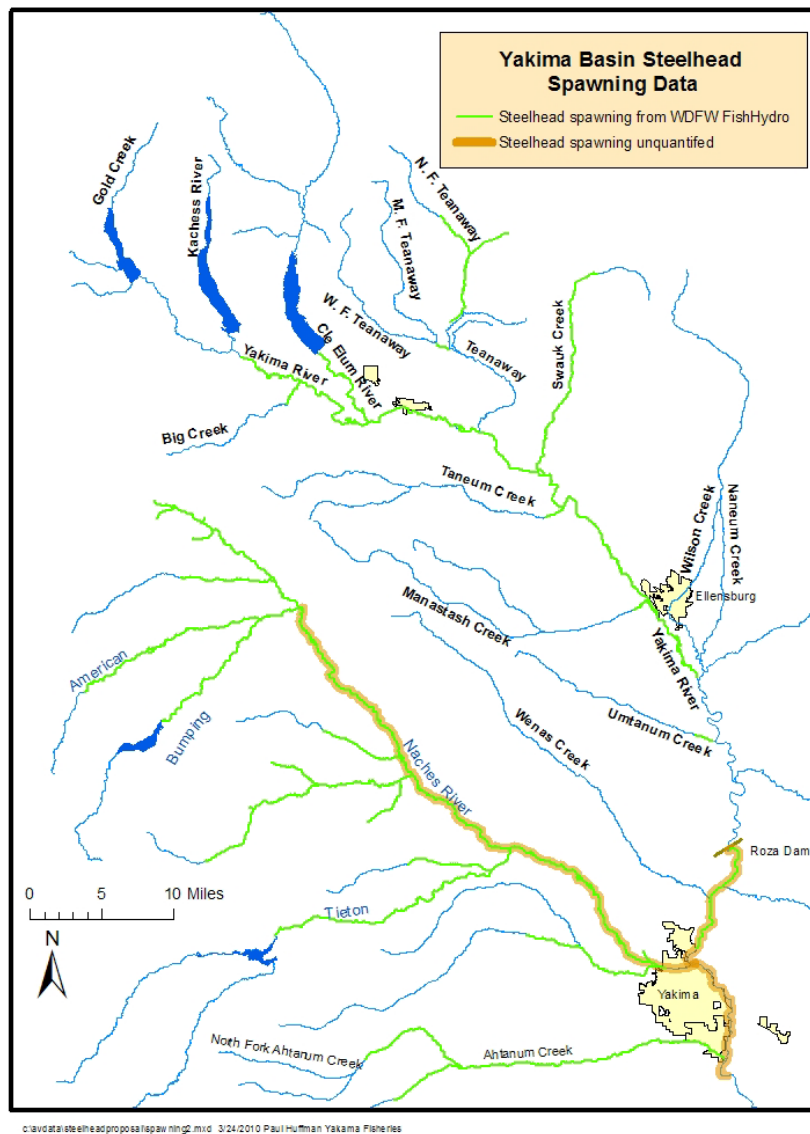 Yakima Basin Steelhead
Spawning Data
Steelhead spawning from WDFW FishHydro
Steelhead spawning unquantifed
Gold Creek
Kachess River
N. F. Teanaway
M. F. Teanaway
W. F. Teanaway
Cle Elum River
Yakima River
Teanaway
Swauk Creek
Big Creek
Taneum Creek
Wilson Creek
Naneum Creek
Ellensburg
Manastash Creek
Yakima River
American
Bumping
Umtanum Creek
Wenas Creek
Naches River
Roza Dam
0 5 10 Miles
N
Tieton
Yakima
North Fork Ahtanum Creek
Ahtanum Creek
c:\avdata\steelheadproposal\spawning2.mxd 3/24/2010 Paul Huffman Yakama Fisheries